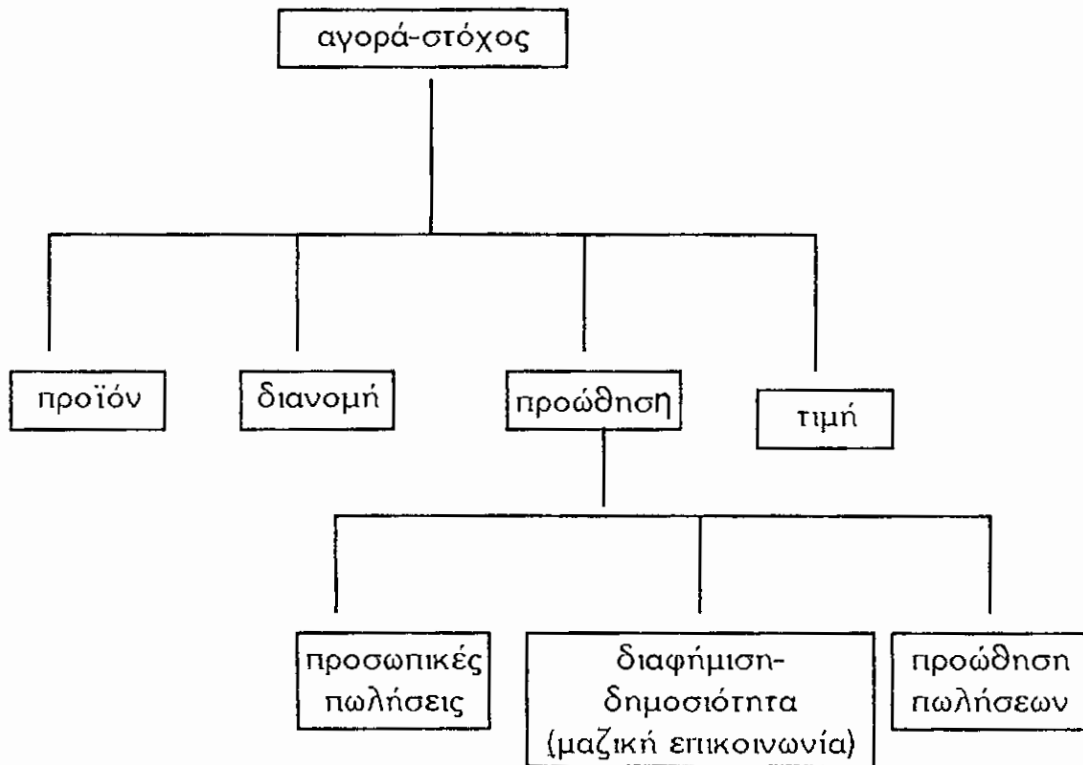 αγορά-στόχος
προϊόν
διανομή
προώθηση
τιμή
προσωπικές
πωλήσεις
διαφήμιση-
δημοσιότητα
(μαζική επικοινωνία)
προώθηση
πωλήσεων